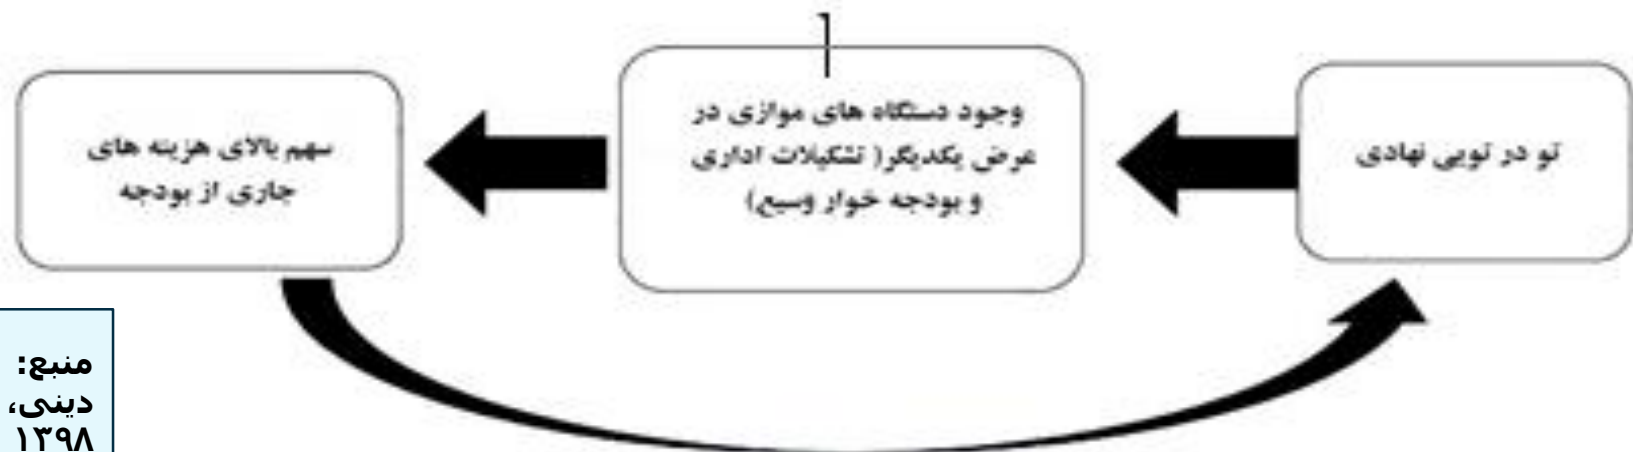 تو در تویی نهادی
وجود دستگاه های موازی در
عرض یکدیگر( تشکیلات اداری
و بودجه خوار وسیع)
سهم بالای هزینه های
جاری از بودجه
منبع:
دینی،
۱۳۹۸